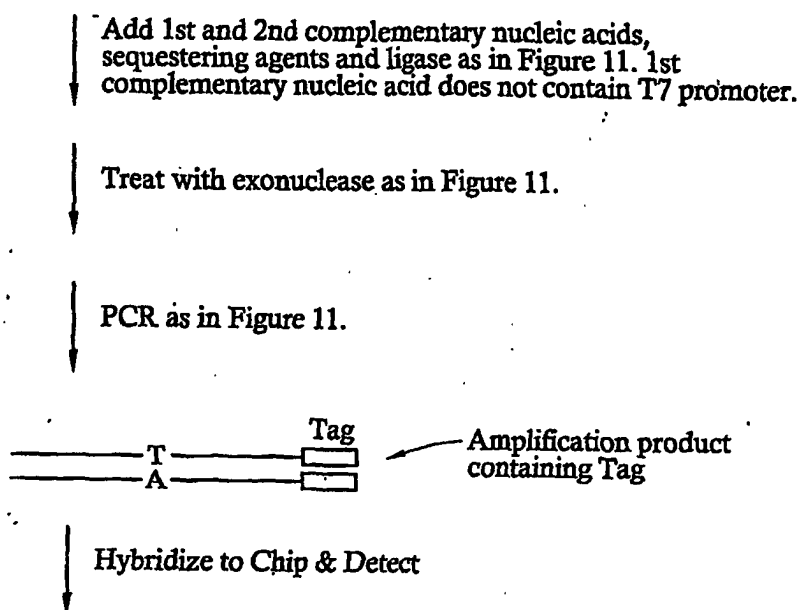 Add 1st and 2nd complementary nucleic acids,
sequestering agents and ligase as in Figure 11. 1st
complementary nucleic acid does not contain T7 promoter.
Treat with exonuclease as in Figure 11.
PCR as in Figure 11.
Tag
T
A
Amplification product
containing Tag
Hybridize to Chip & Detect